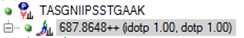 TASGNIIPSSTGAAK
687.8648++ (idotp 1.00, dotp 1.00)